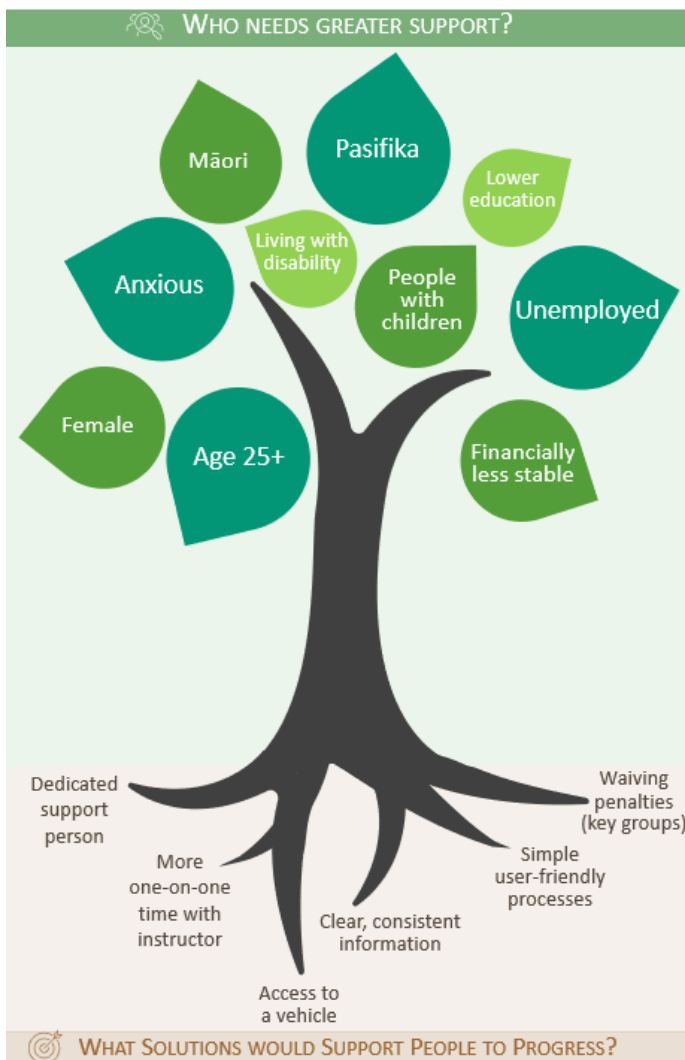 WHO NEEDS GREATER SUPPORT?
Māori
Pasifika
Lower
education
Living with
disability
Anxious
People
with
children
Unemployed
Female
Age 25+
Financially
less stable
Dedicated
support
person
More
one-on-one
time with
instructor
Access to
a vehicle
Clear, consistent
information
Simple
user-friendly
processes
Waiving
penalties
(key groups)
WHAT SOLUTIONS WOULD SUPPORT PEOPLE TO PROGRESS?